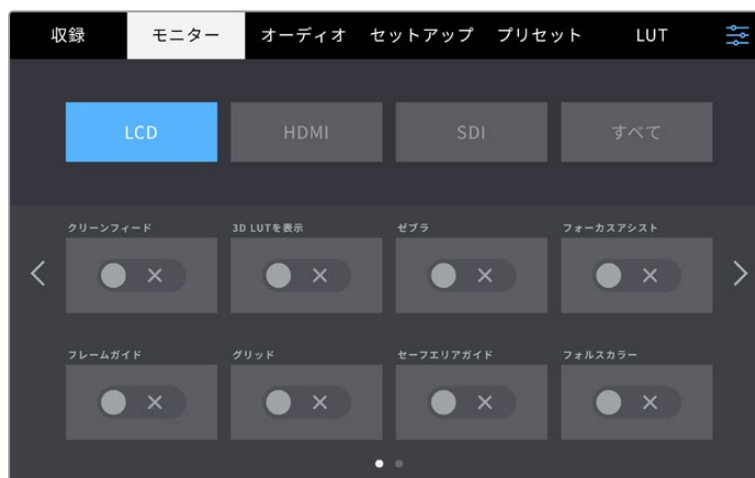 収録 モニター オーディオ セットアップ プリセット LUT
LCD HDMI SDI すべて
クリーンフィード 3D LUTを表示 ゼブラ フォーカスアシスト
フレームガイド グリッド セーフエリアガイド フォルスカラー